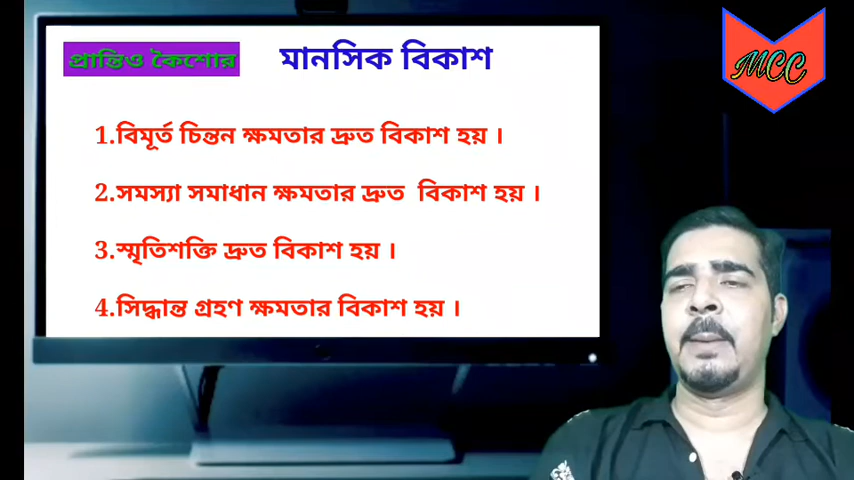 প্রান্তিও কৈশোর
মানসিক বিকাশ
MCC
1.বিমূর্ত চিন্তন ক্ষমতার দ্রুত বিকাশ হয় ।
2.সমস্যা সমাধান ক্ষমতার দ্রুত বিকাশ হয় ।
3.স্মৃতিশক্তি দ্রুত বিকাশ হয় ।
4.সিদ্ধান্ত গ্রহণ ক্ষমতার বিকাশ হয় ।